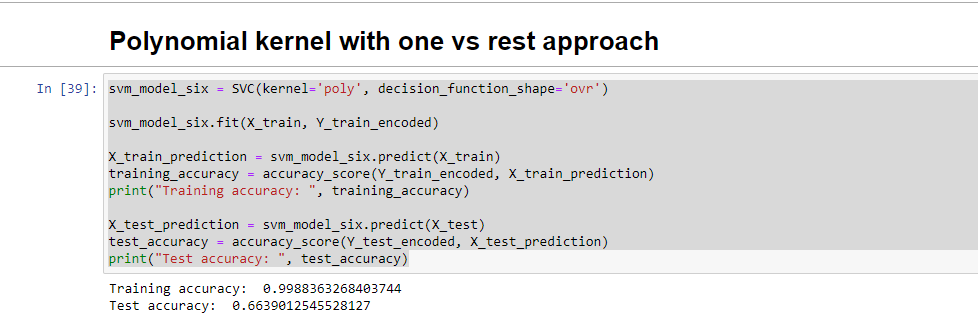 Polynomial kernel with one vs rest approach
In [39]: svm_model_six = SVC(kernel='poly', decision_function_shape='ovr')
svm_model_six.fit(X_train, Y_train_encoded)
X_train_prediction = svm_model_six.predict(X_train)
training_accuracy = accuracy_score(Y_train_encoded, X_train_prediction)
print("Training accuracy: ", training_accuracy)
X_test_prediction = svm_model_six.predict(X_test)
test_accuracy = accuracy_score(Y_test_encoded, X_test_prediction)
print("Test accuracy: ", test_accuracy)
Training accuracy:  0.9988363268403744
Test accuracy:  0.6639012545528127